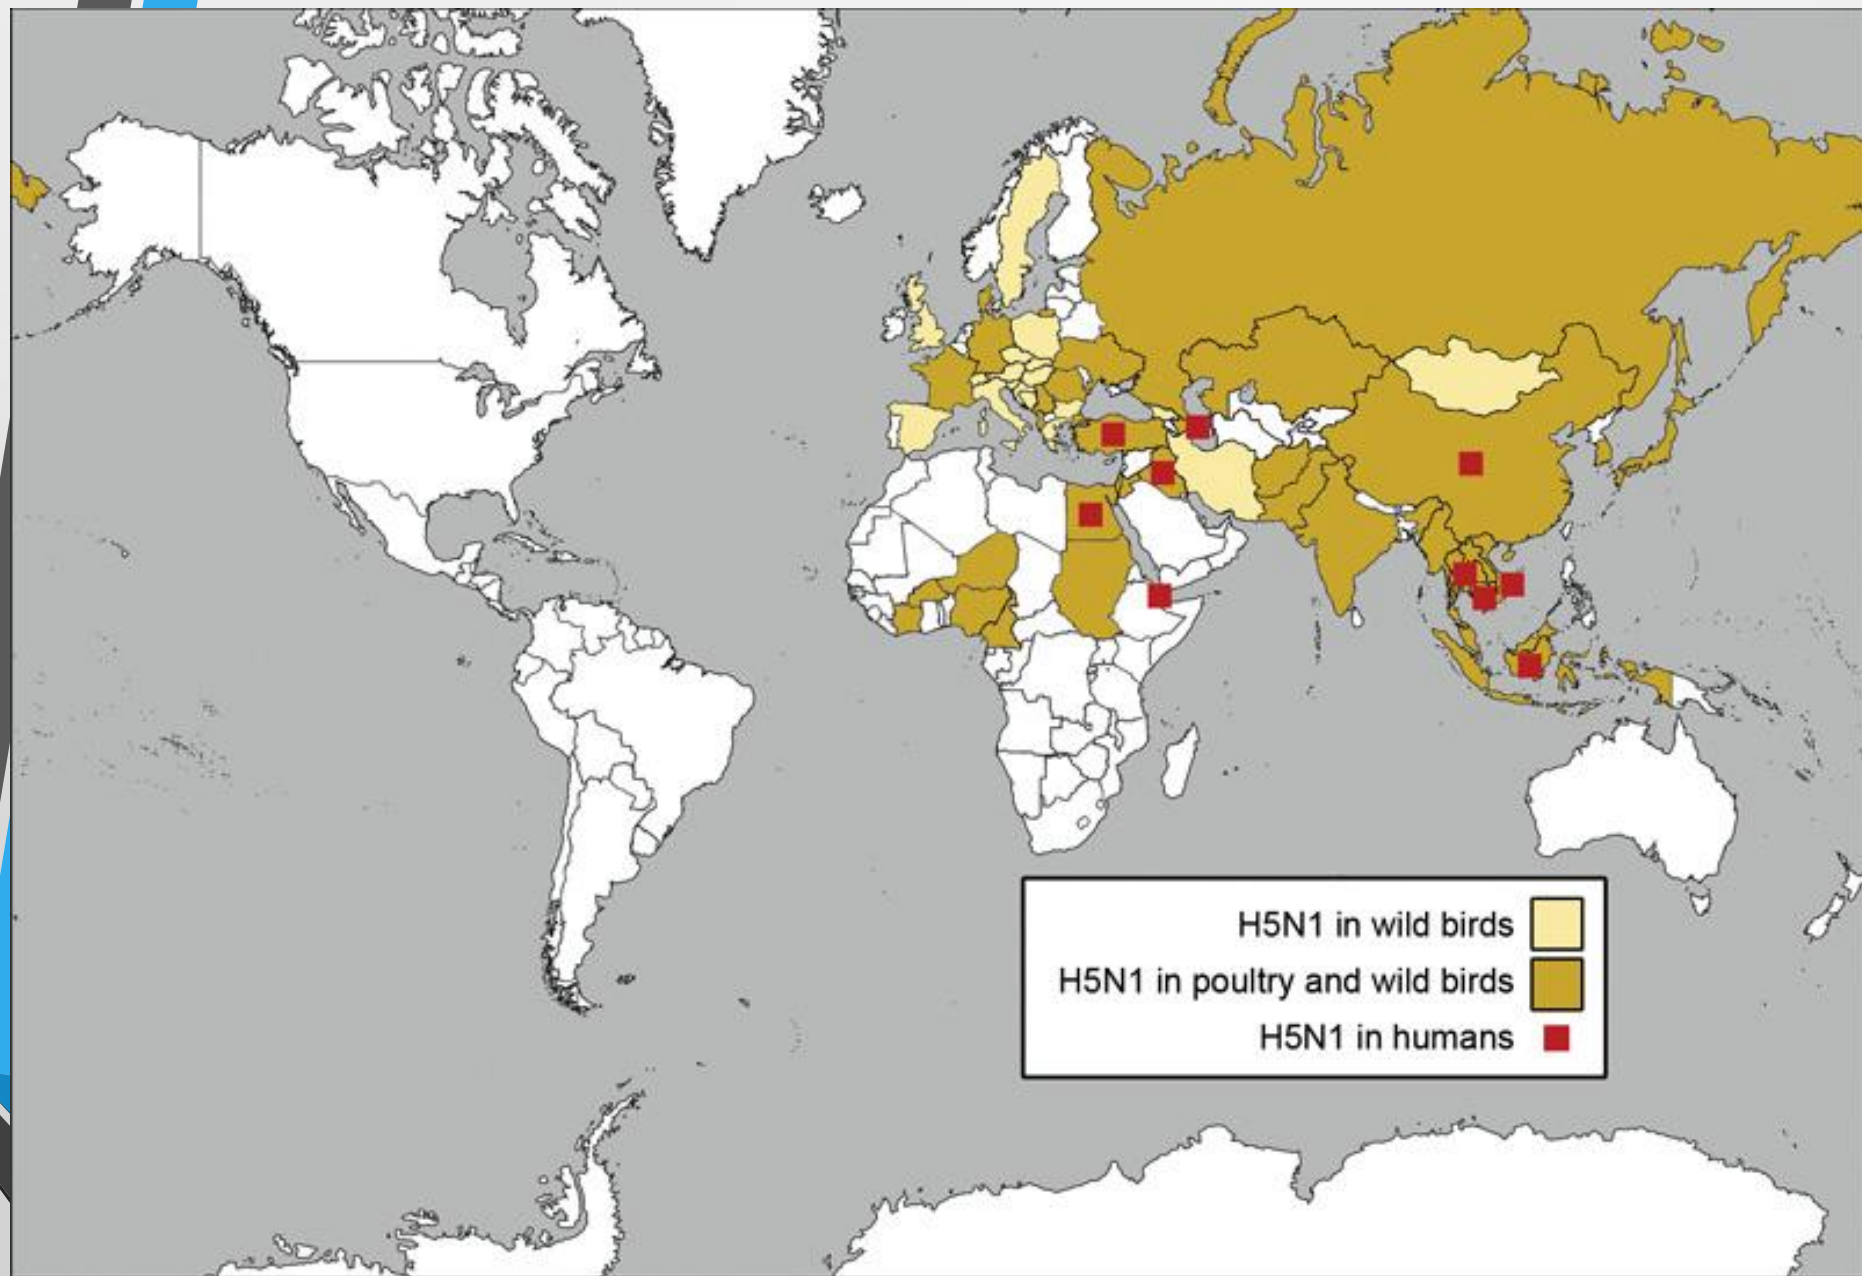 H5N1 in wild birds
H5N1 in poultry and wild birds
H5N1 in humans